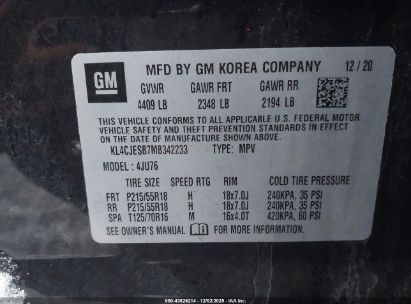 GM
MFD BY GM KOREA COMPANY 12/20
GVWR GAWR FRT GAWR RR
4409 LB 2348 LB 2194 LB
THIS VEHICLE CONFORMS TO ALL APPLICABLE U.S. FEDERAL MOTOR
VEHICLE SAFETY AND THEFT PREVENTION STANDARDS IN EFFECT ON
THE DATE OF MANUFACTURE SHOWN ABOVE.
KL4CJESB7MB342233 TYPE: MPV
MODEL: 4JU76
TIRE SIZE SPEED RTG RIM COLD TIRE PRESSURE
FRT P215/55R18 H 18x7.0J 240KPA, 35 PSI
RR P215/55R18 H 18x7.0J 240KPA, 35 PSI
SPA T125/70R16 M 16x4.0T 420KPA, 60 PSI
SEE OWNER'S MANUAL FOR MORE INFORMATION